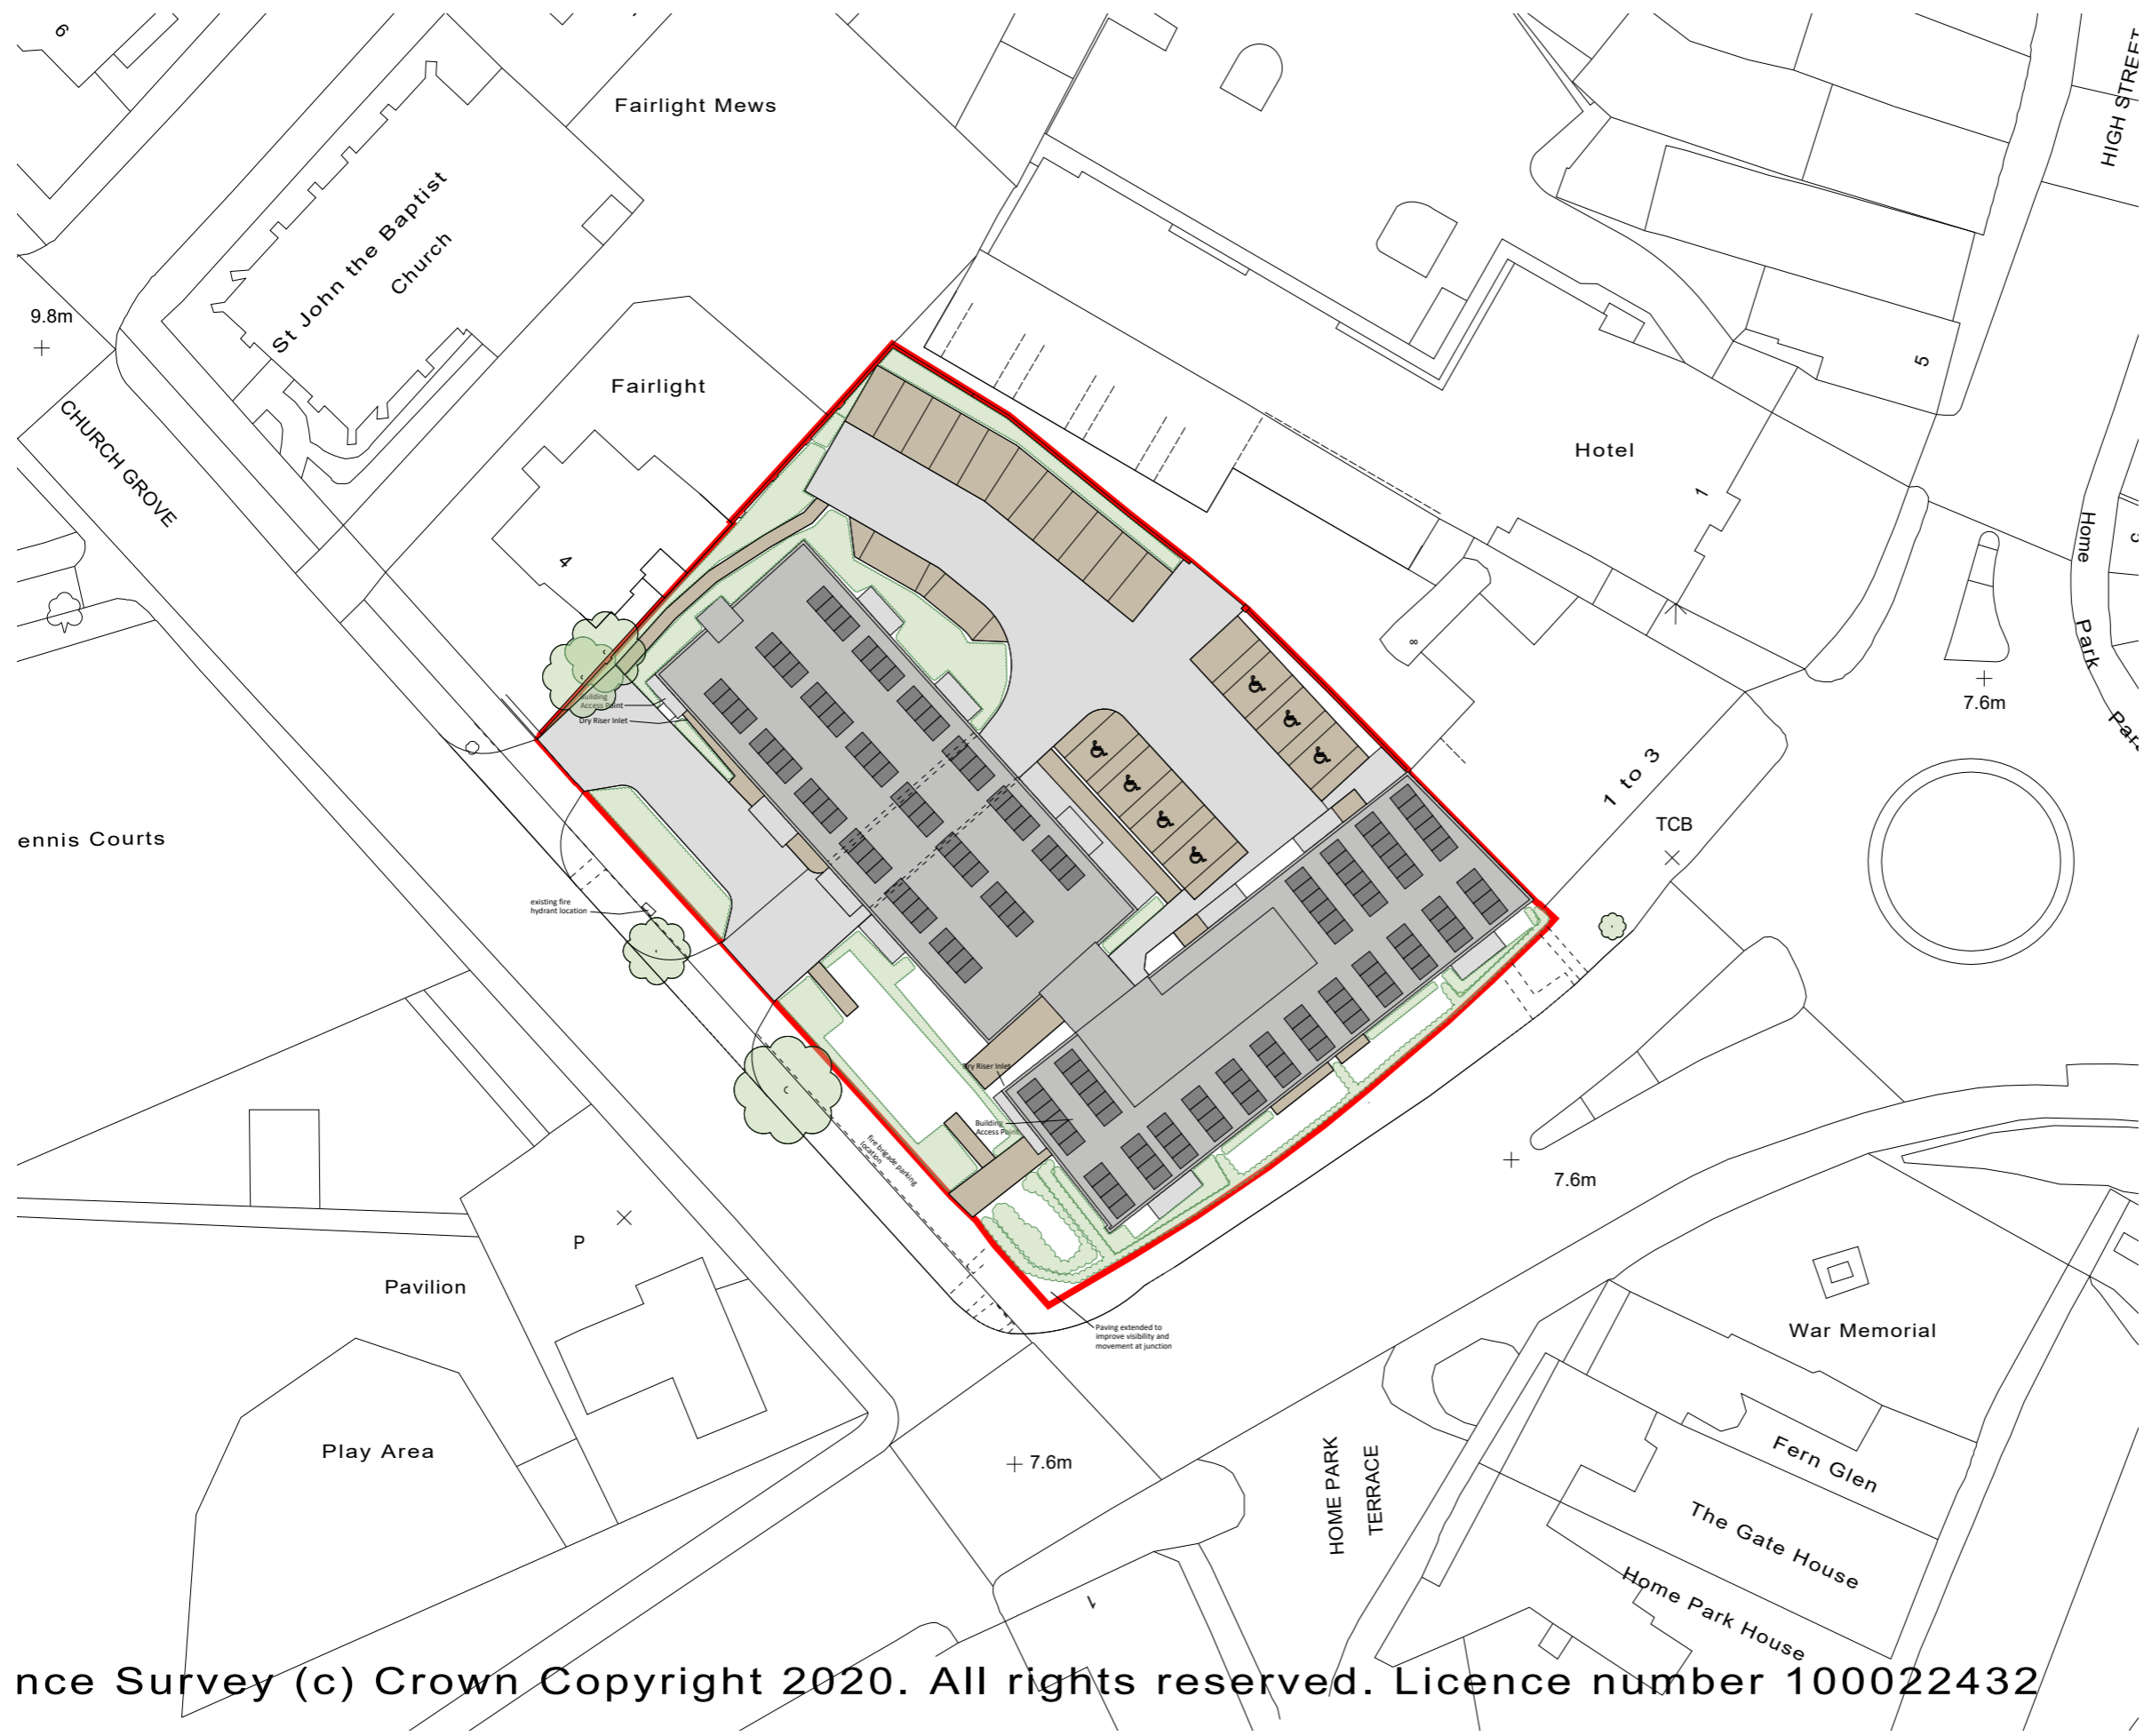 6
Fairlight Mews
HIGH STREET
St John the Baptist
Church
9.8m
Fairlight
5
CHURCH GROVE
Hotel
1
Home
Park
4
8
7.6m
Building
Access Point
Dry Riser Inlet
1 to 3
TCB
ennis Courts
existing fire
hydrant location
Dry Riser Inlet
Building
Access Point
fire brigade parking
location
7.6m
P
Pavilion
Paving extended to
improve visibility and
movement at junction
War Memorial
Play Area
7.6m
HOME PARK
TERRACE
Fern Glen
The Gate House
Home Park House
1
nce Survey (c) Crown Copyright 2020. All rights reserved. Licence number 100022432